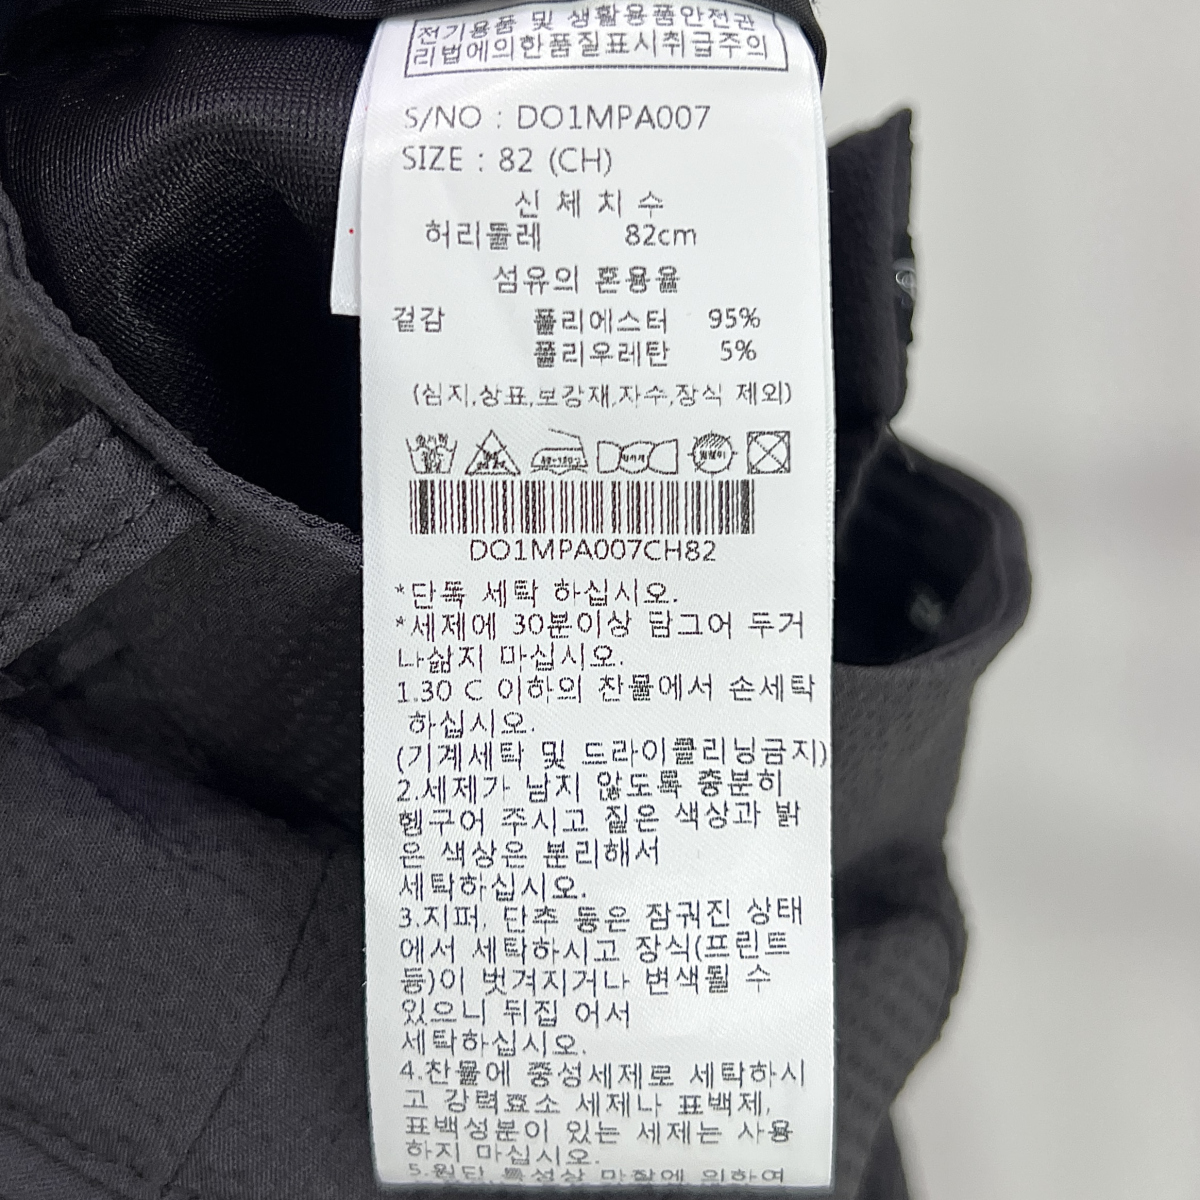 전기용품 및 생활용품안전관
리법에의한품질표시취급주의
S/NO : DO1MPA007
SIZE : 82 (CH)
신체치수
허리둘레 82cm
섬유의 혼용율
겉감 폴리에스터 95%
폴리우레탄 5%
(심지,상표,보강재,자수,장식 제외)
DO1MPA007CH82
*단독 세탁 하십시오.
*세제에 30분이상 담그어 두거
나삶지 마십시오.
1.30 C 이하의 찬물에서 손세탁
하십시오.
(기계세탁 및 드라이클리닝금지)
2.세제가 남지 않도록 충분히
헹구어 주시고 짙은 색상과 밝
은 색상은 분리해서
세탁하십시오.
3.지퍼, 단추 등은 잠궈진 상태
에서 세탁하시고 장식(프린트
등)이 벗겨지거나 변색될 수
있으니 뒤집 어서
세탁하십시오.
4.찬물에 중성세제로 세탁하시
고 강력효소 세제나 표백제,
표백성분이 있는 세제는 사용
하지 마십시오.
5.원단 특성상 마찰에 의하여